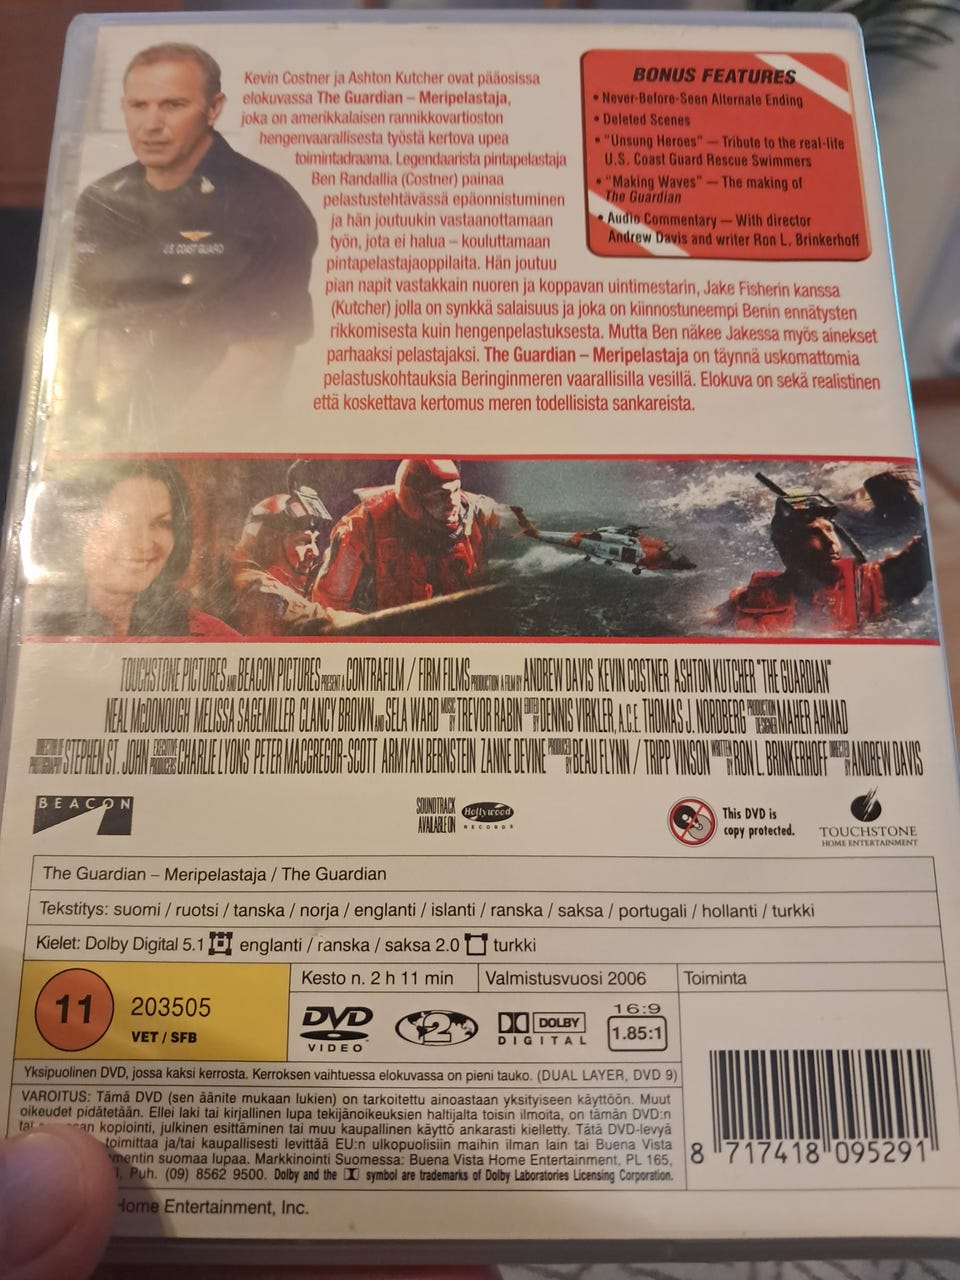 Kevin Costner ja Ashton Kutcher ovat pääosissa
elokuvassa The Guardian – Meripelastaja,
joka on amerikkalaisen rannikkovartioston
hengenvaarallisesta työstä kertova upea
toimintadraama. Legendaarista pintapelastaja
Ben Randallia (Costner) painaa
pelastustehtävässä epäonnistuminen
ja hän joutuukin vastaanottamaan
työn, jota ei halua – kouluttamaan
pintapelastajaoppilaita. Hän joutuu
pian napit vastakkain nuoren ja koppavan uintimestarin, Jake Fisherin kanssa
(Kutcher) jolla on synkkä salaisuus ja joka on kiinnostuneempi Benin ennätysten
rikkomisesta kuin hengenpelastuksesta. Mutta Ben näkee Jakessa myös ainekset
parhaaksi pelastajaksi. The Guardian – Meripelastaja on täynnä uskomattomia
pelastuskohtauksia Beringinmeren vaarallisilla vesillä. Elokuva on sekä realistinen
että koskettava kertomus meren todellisista sankareista.
BONUS FEATURES
• Never-Before-Seen Alternate Ending
• Deleted Scenes
• "Unsung Heroes" – Tribute to the real-life
U.S. Coast Guard Rescue Swimmers
• "Making Waves" – The making of
The Guardian
• Audio Commentary – With director
Andrew Davis and writer Ron L. Brinkerhoff
U.S. COAST GUARD
TOUCHSTONE PICTURES AND BEACON PICTURES PRESENT A CONTRAFILM / FIRM FILMS PRODUCTION A FILM BY ANDREW DAVIS KEVIN COSTNER ASHTON KUTCHER "THE GUARDIAN"
NEAL McDONOUGH MELISSA SAGEMILLER CLANCY BROWN AND SELA WARD MUSIC BY TREVOR RABIN EDITED BY DENNIS VIRKLER, A.C.E. THOMAS J. NORDBERG PRODUCTION DESIGNER MAHER AHMAD
DIRECTOR OF PHOTOGRAPHY STEPHEN ST. JOHN EXECUTIVE PRODUCERS CHARLIE LYONS PETER MACGREGOR-SCOTT ARMYAN BERNSTEIN ZANNE DEVINE PRODUCED BY BEAU FLYNN / TRIPP VINSON WRITTEN BY RON L. BRINKERHOFF DIRECTED BY ANDREW DAVIS
BEACON
SOUNDTRACK
AVAILABLE ON
Hollywood
RECORDS
This DVD is
copy protected.
TOUCHSTONE
HOME ENTERTAINMENT
The Guardian – Meripelastaja / The Guardian
Tekstitys: suomi / ruotsi / tanska / norja / englanti / islanti / ranska / saksa / portugali / hollanti / turkki
Kielet: Dolby Digital 5.1 englanti / ranska / saksa 2.0 turkki
11
203505
VET / SFB
Kesto n. 2 h 11 min
Valmistusvuosi 2006
Toiminta
DVD
VIDEO
2
DOLBY
DIGITAL
16:9
1.85:1
Yksipuolinen DVD, jossa kaksi kerrosta. Kerroksen vaihtuessa elokuvassa on pieni tauko. (DUAL LAYER, DVD 9)
VAROITUS: Tämä DVD (sen äänite mukaan lukien) on tarkoitettu ainoastaan yksityiseen käyttöön. Muut
oikeudet pidätetään. Ellei laki tai kirjallinen lupa tekijänoikeuksien haltijalta toisin ilmoita, on tämän DVD:n
kopiointi, julkinen esittäminen tai muu kaupallinen käyttö ankarasti kielletty. Tätä DVD-levyä
toimittaa ja/tai kaupallisesti levittää EU:n ulkopuolisiin maihin ilman lain tai Buena Vista
suomaa lupaa. Markkinointi Suomessa: Buena Vista Home Entertainment, PL 165,
Puh. (09) 8562 9500. Dolby and the symbol are trademarks of Dolby Laboratories Licensing Corporation.
Home Entertainment, Inc.
8 717418 095291